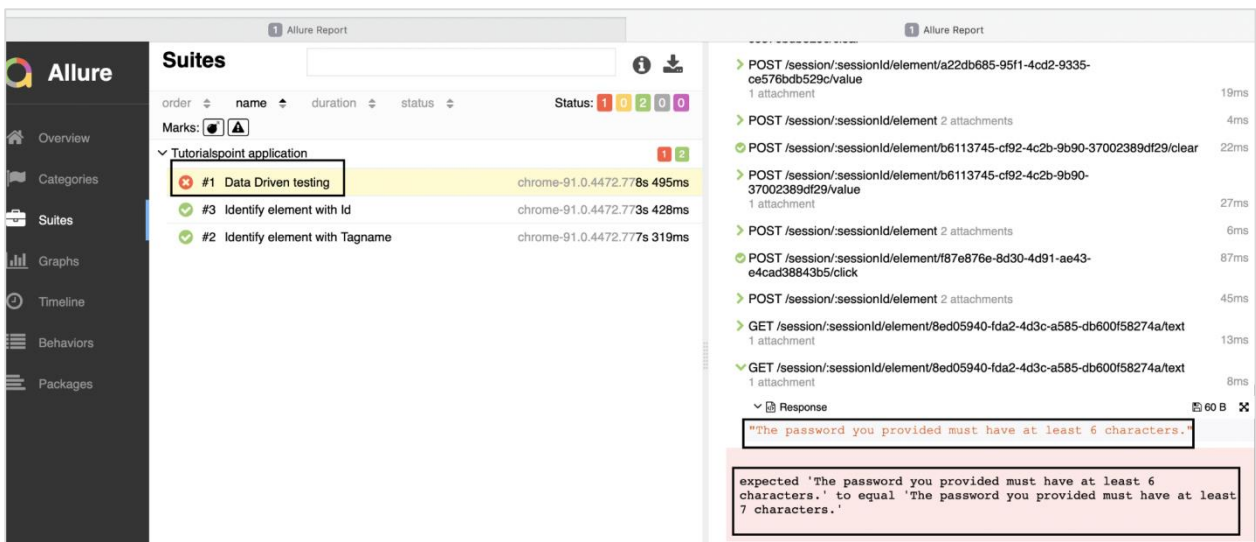 1 Allure Report
1 Allure Report
Allure
Overview
Categories
Suites
Graphs
Timeline
Behaviors
Packages
Suites
order name duration status Status: 1 0 2 0 0
Marks:
Tutorialspoint application 1 2
#1 Data Driven testing chrome-91.0.4472.778s 495ms
#3 Identify element with Id chrome-91.0.4472.773s 428ms
#2 Identify element with Tagname chrome-91.0.4472.777s 319ms
POST /session/:sessionId/element/a22db685-95f1-4cd2-9335-
ce576bdb529c/value
1 attachment 19ms
POST /session/:sessionId/element 2 attachments 4ms
POST /session/:sessionId/element/b6113745-cf92-4c2b-9b90-37002389df29/clear 22ms
POST /session/:sessionId/element/b6113745-cf92-4c2b-9b90-
37002389df29/value
1 attachment 27ms
POST /session/:sessionId/element 2 attachments 6ms
POST /session/:sessionId/element/f87e876e-8d30-4d91-ae43- 87ms
e4cad38843b5/click
POST /session/:sessionId/element 2 attachments 45ms
GET /session/:sessionId/element/8ed05940-fda2-4d3c-a585-db600f58274a/text
1 attachment 13ms
GET /session/:sessionId/element/8ed05940-fda2-4d3c-a585-db600f58274a/text
1 attachment 8ms
Response 60 B
"The password you provided must have at least 6 characters."
expected 'The password you provided must have at least 6
characters.' to equal 'The password you provided must have at least
7 characters.'